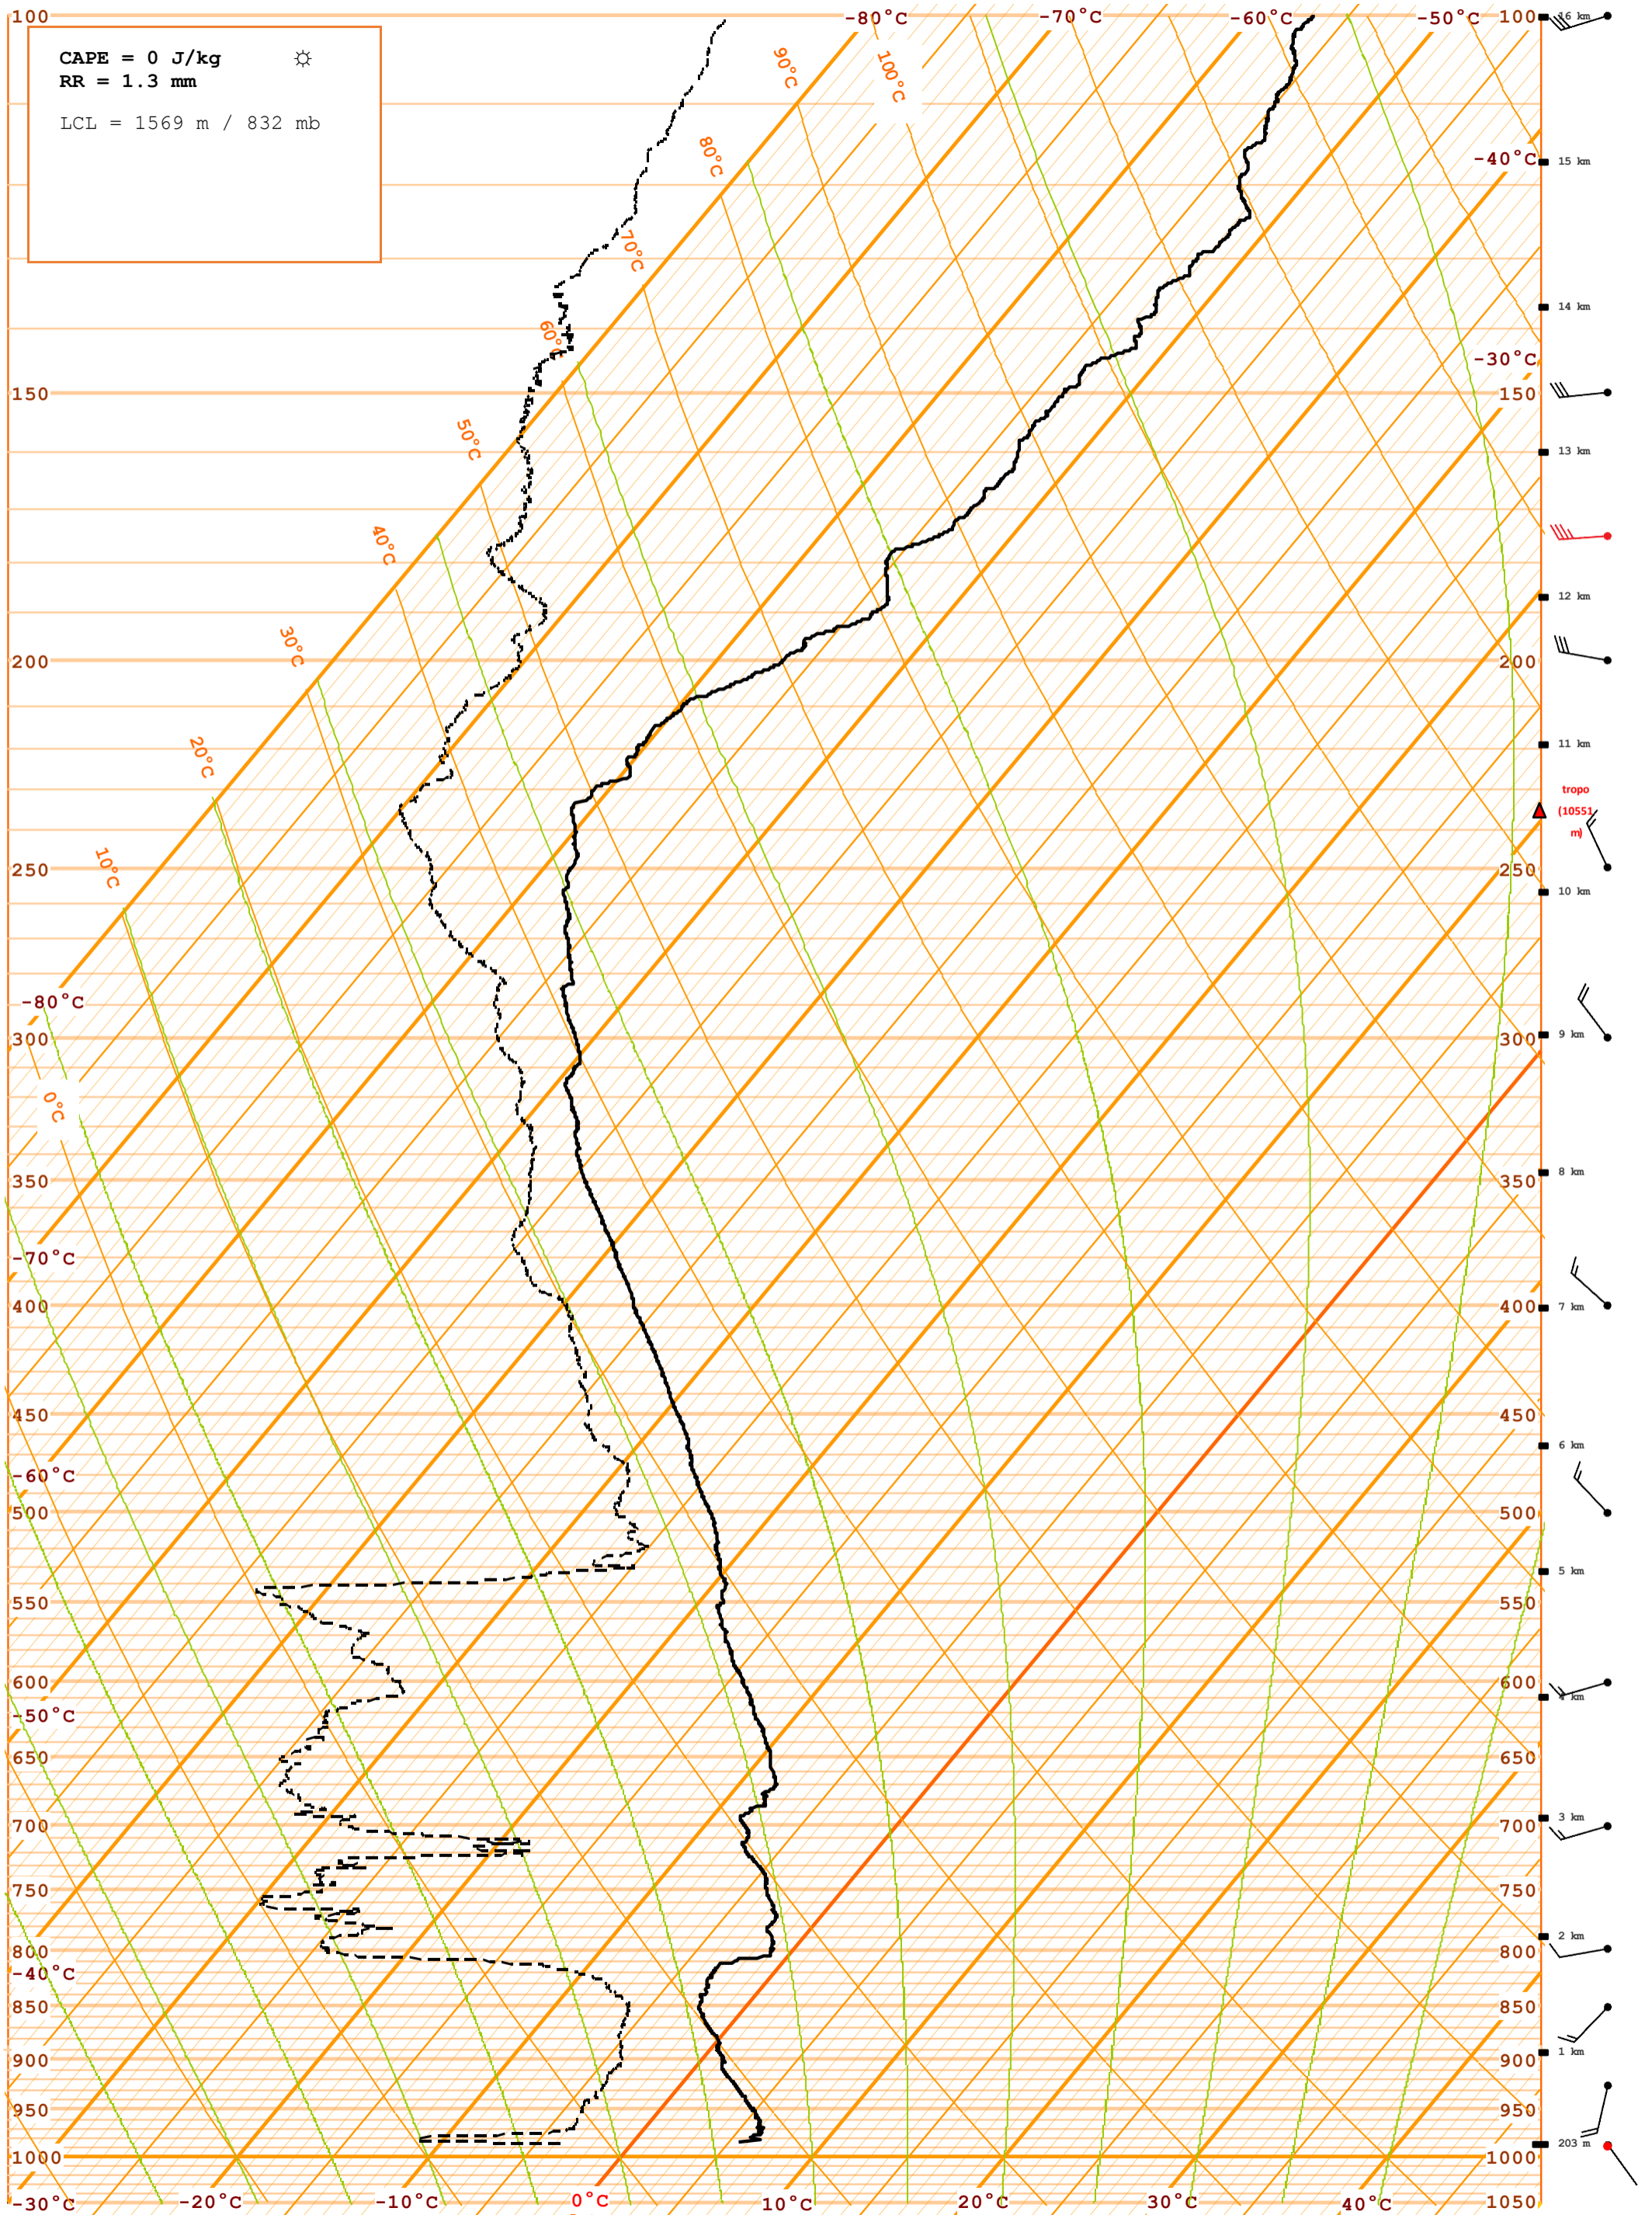 100 -80°C -70°C -60°C -50°C 100 16 km
CAPE = 0 J/kg ☼
RR = 1.3 mm
LCL = 1569 m / 832 mb
90°C 100°C
80°C -40°C 15 km
70°C
14 km
60°C -30°C
150 150
50°C 13 km
40°C
12 km
30°C
200 200
20°C 11 km
tropo
(10551
m)
10°C
250 250
10 km
-80°C
300 300 9 km
0°C
350 350 8 km
-70°C
400 400 7 km
450 450
6 km
-60°C
500 500
5 km
550 550
600 600
4 km
-50°C
650 650
700 700 3 km
750 750
2 km
800 800
-40°C
850 850
900 900 1 km
950 950
203 m
1000 1000
-30°C -20°C -10°C 0°C 10°C 20°C 30°C 40°C 1050